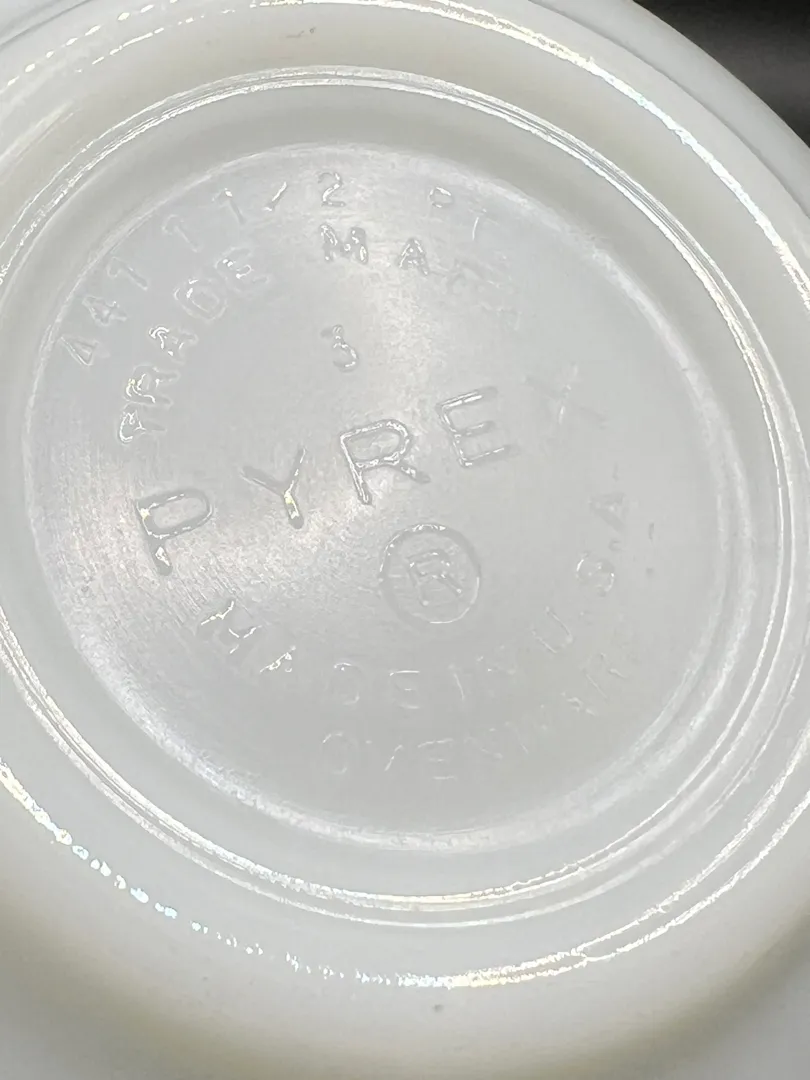 441 1 1/2 PT
TRADE MARK
3
PYREX
®
MADE IN U.S.A.
OVENWARE